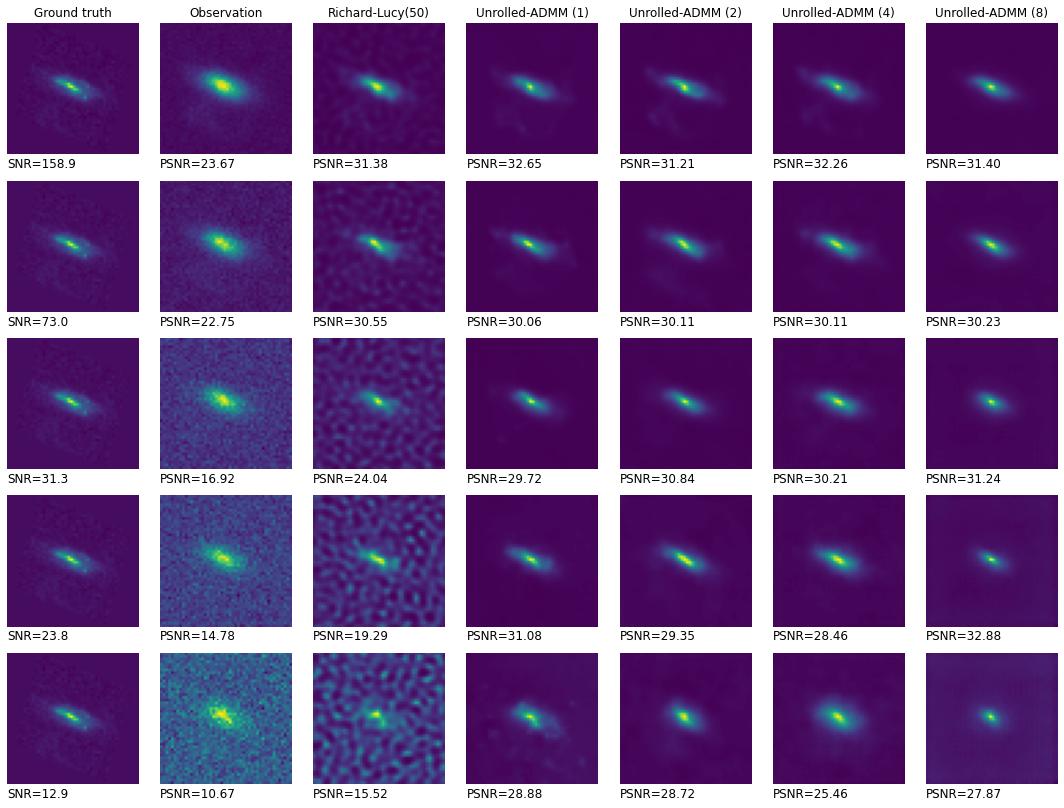 Ground truth Observation Richard-Lucy(50) Unrolled-ADMM (1) Unrolled-ADMM (2) Unrolled-ADMM (4) Unrolled-ADMM (8)
SNR=158.9 PSNR=23.67 PSNR=31.38 PSNR=32.65 PSNR=31.21 PSNR=32.26 PSNR=31.40
SNR=73.0 PSNR=22.75 PSNR=30.55 PSNR=30.06 PSNR=30.11 PSNR=30.11 PSNR=30.23
SNR=31.3 PSNR=16.92 PSNR=24.04 PSNR=29.72 PSNR=30.84 PSNR=30.21 PSNR=31.24
SNR=23.8 PSNR=14.78 PSNR=19.29 PSNR=31.08 PSNR=29.35 PSNR=28.46 PSNR=32.88
SNR=12.9 PSNR=10.67 PSNR=15.52 PSNR=28.88 PSNR=28.72 PSNR=25.46 PSNR=27.87